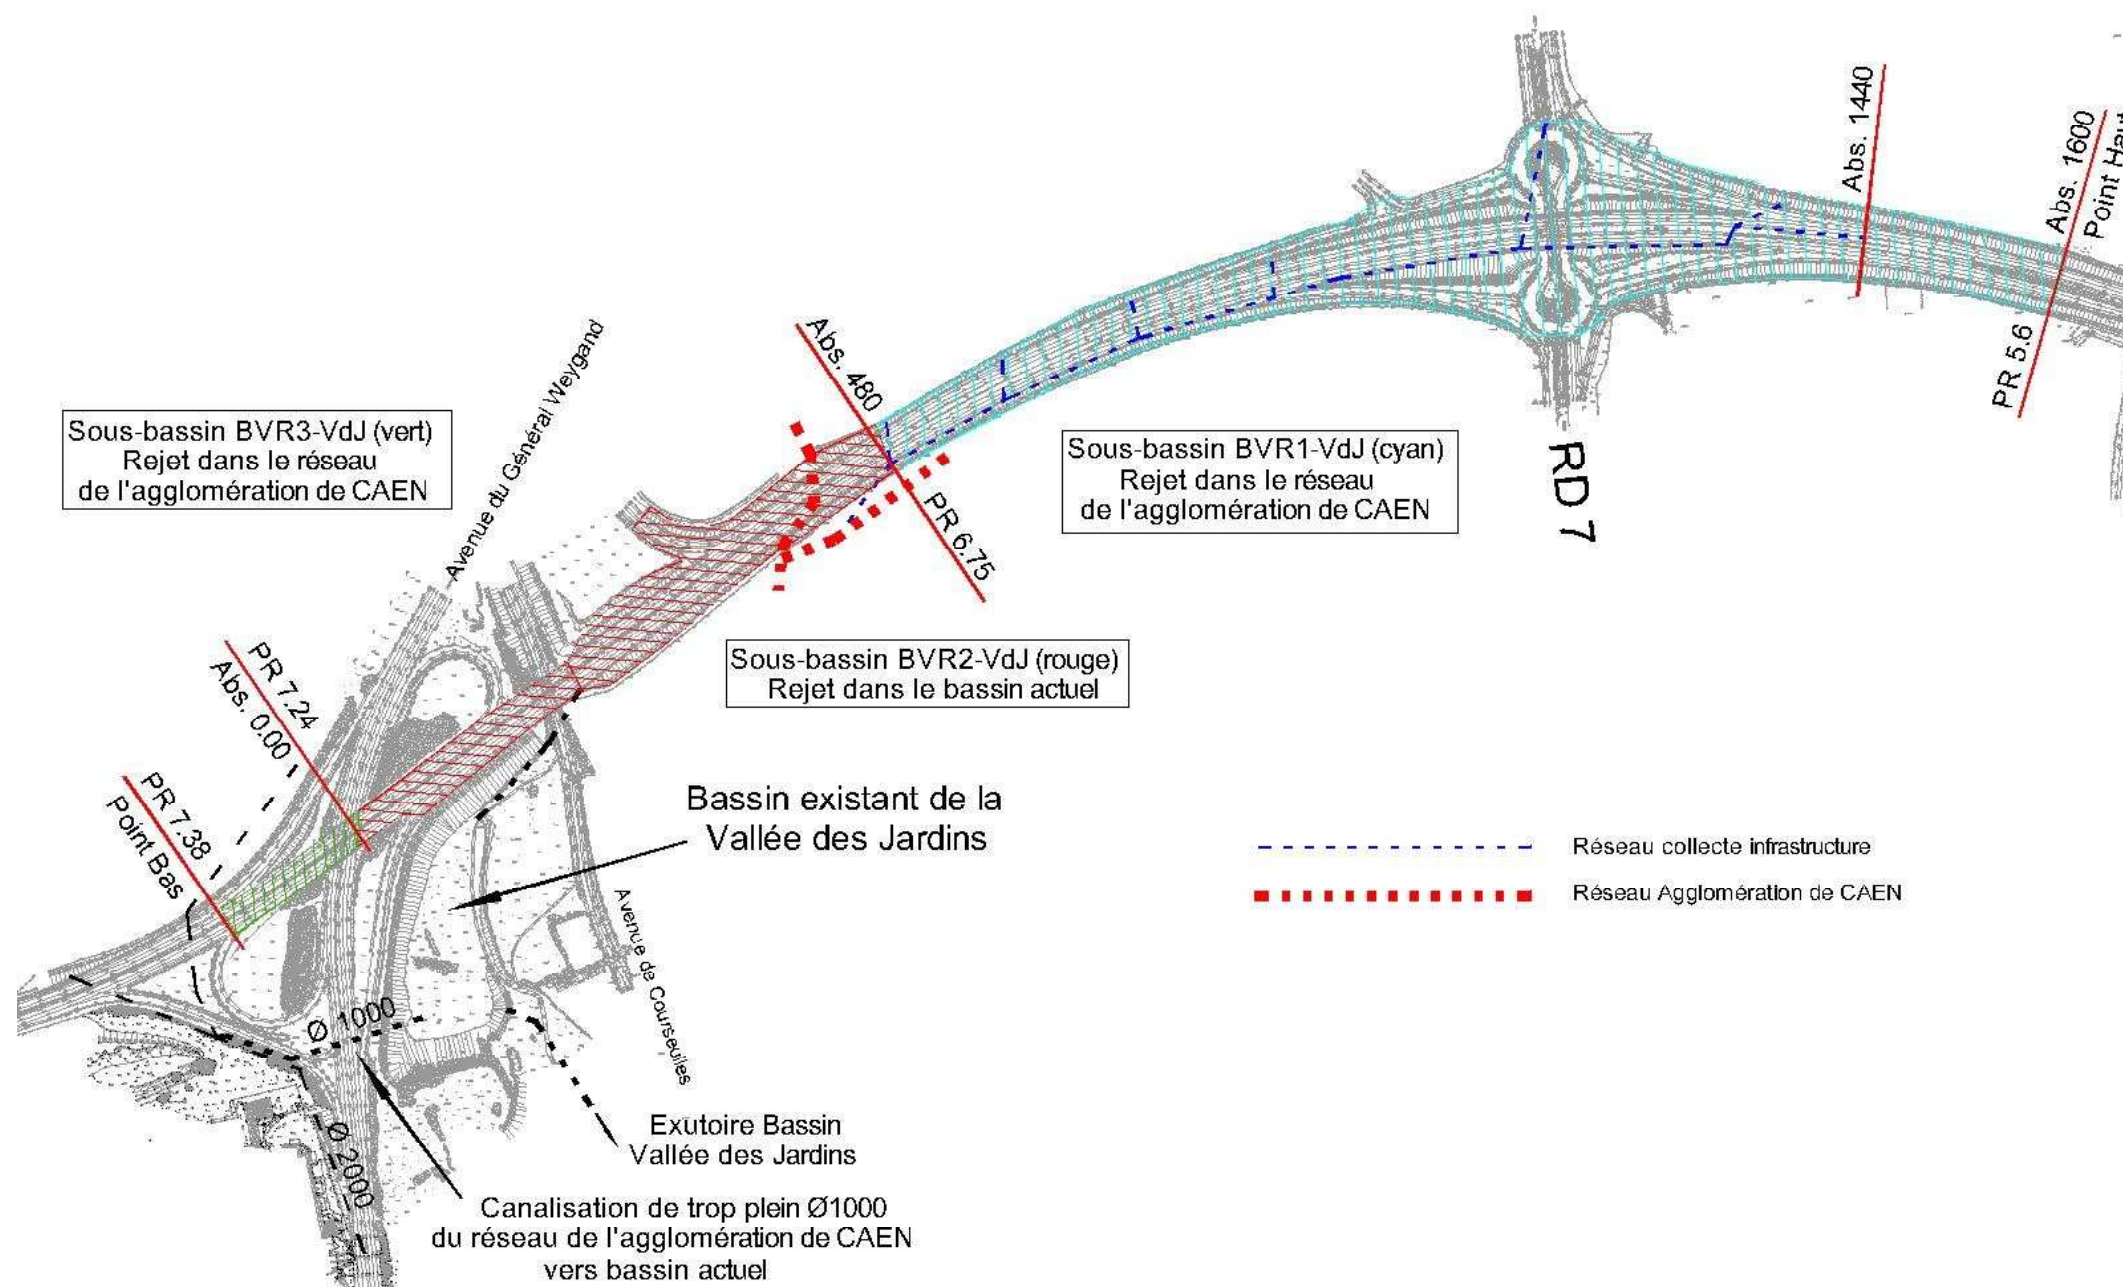 Abs. 1440
Abs. 1600
Point Haut
PR 5.6
RD 7
Abs. 480
PR 6.75
Sous-bassin BVR3-VdJ (vert)
Rejet dans le réseau
de l'agglomération de CAEN
Avenue du Général Weygand
Sous-bassin BVR1-VdJ (cyan)
Rejet dans le réseau
de l'agglomération de CAEN
Sous-bassin BVR2-VdJ (rouge)
Rejet dans le bassin actuel
PR 7.24
Abs. 0.00
PR 7.38
Point Bas
Bassin existant de la
Vallée des Jardins
Réseau collecte infrastructure
Réseau Agglomération de CAEN
Avenue de Courseulles
Ø 1000
Ø 2000
Exutoire Bassin
Vallée des Jardins
Canalisation de trop plein Ø1000
du réseau de l'agglomération de CAEN
vers bassin actuel